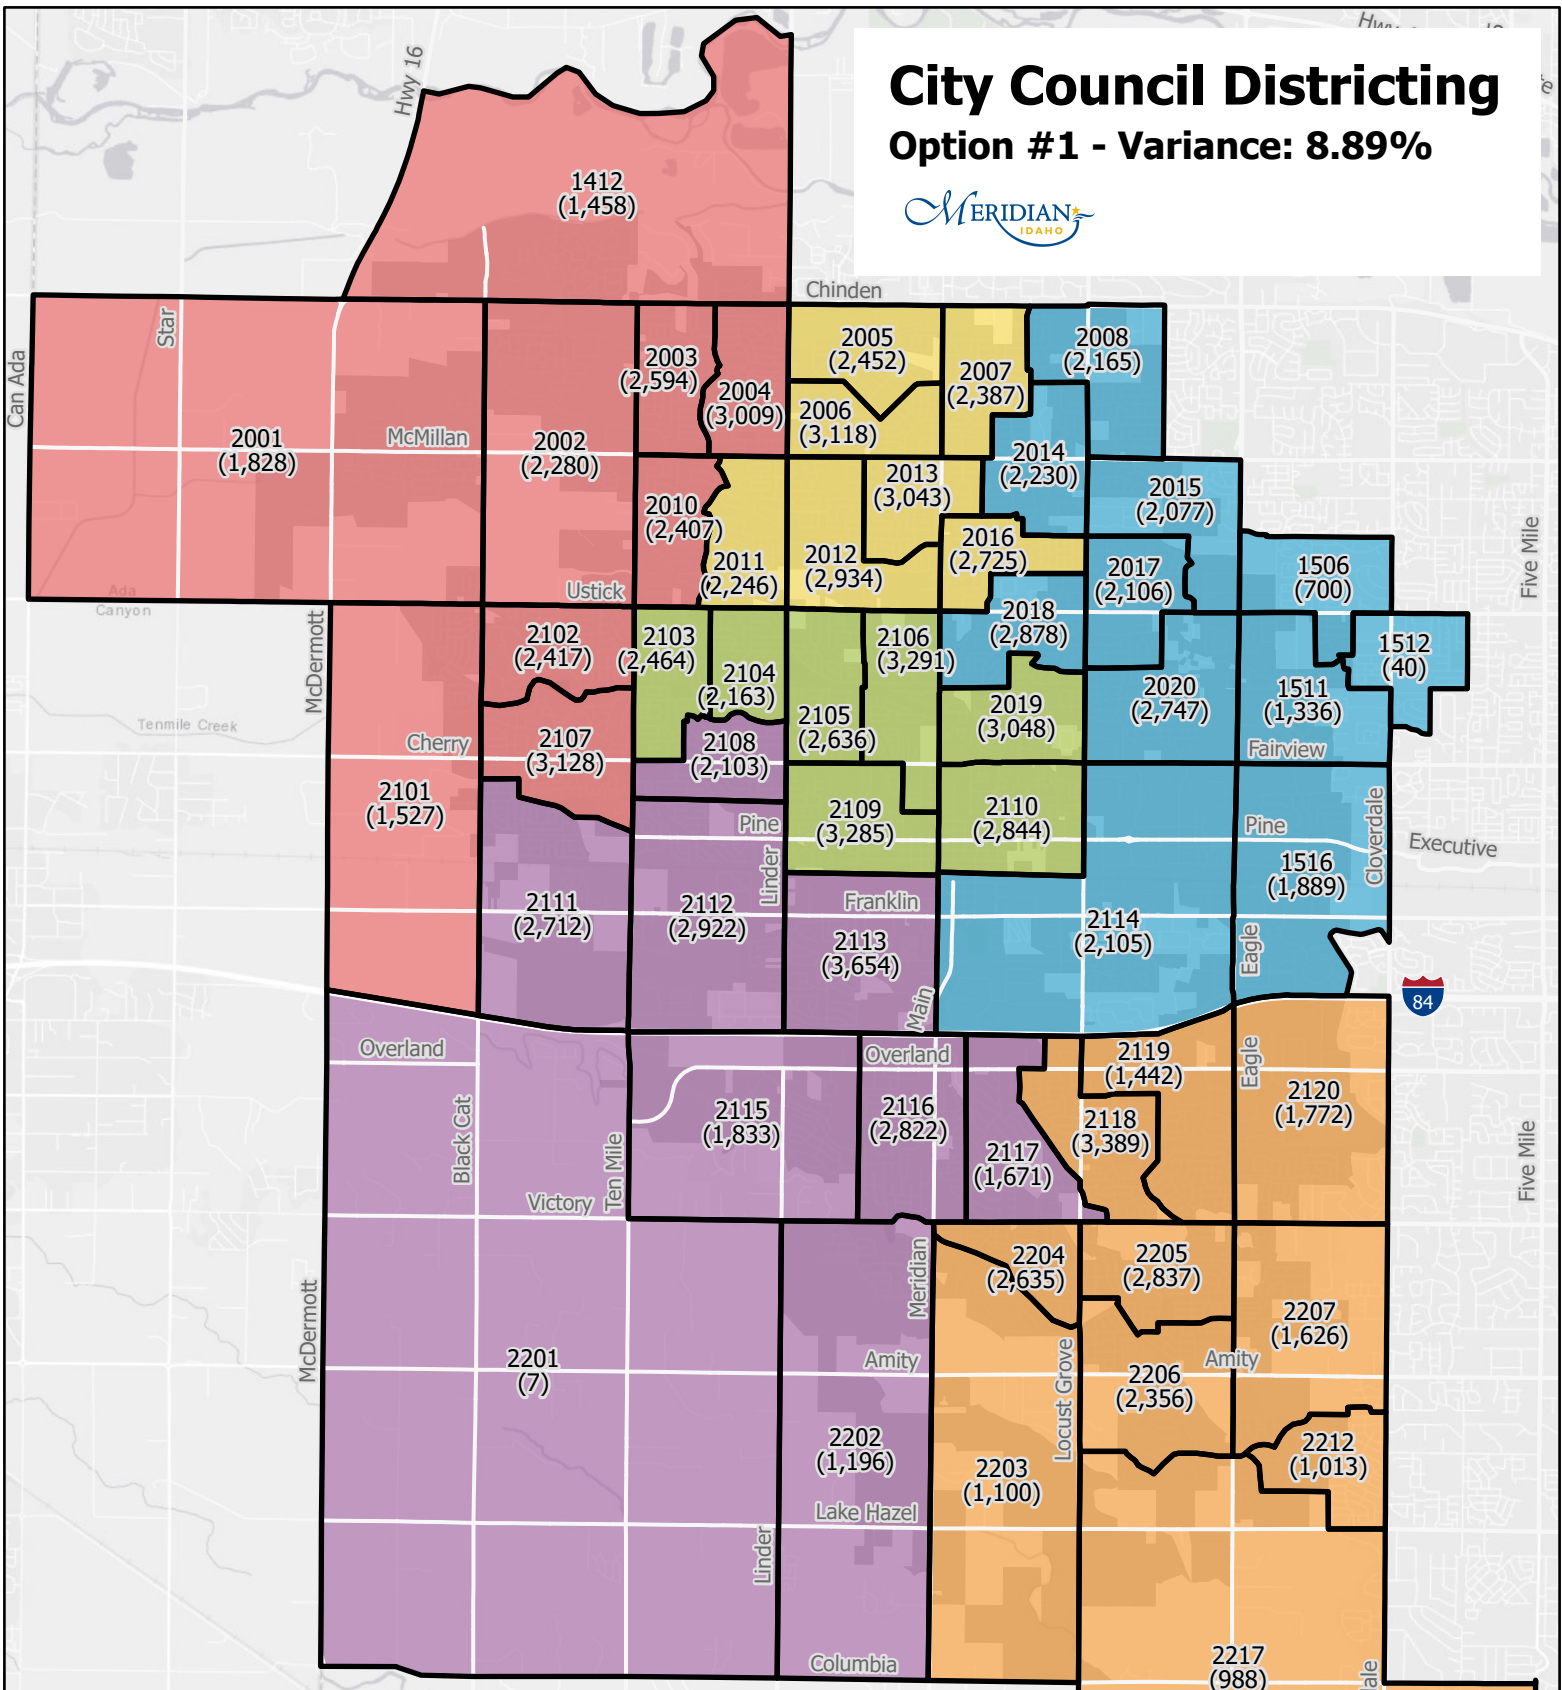 City Council Districting
Option #1 - Variance: 8.89%
MERIDIAN
IDAHO
Hwy 16
1412
(1,458)
Chinden
Star
Can Ada
2001
(1,828)
McMillan
2002
(2,280)
2003
(2,594)
2004
(3,009)
2005
(2,452)
2006
(3,118)
2007
(2,387)
2008
(2,165)
2010
(2,407)
2011
(2,246)
2012
(2,934)
2013
(3,043)
2014
(2,230)
2015
(2,077)
2016
(2,725)
2017
(2,106)
1506
(700)
Five Mile
Ada
Canyon
Ustick
McDermott
2102
(2,417)
2103
(2,464)
2104
(2,163)
2105
(2,636)
2106
(3,291)
2018
(2,878)
2019
(3,048)
2020
(2,747)
1511
(1,336)
1512
(40)
Tenmile Creek
Cherry
2107
(3,128)
2108
(2,103)
Fairview
2101
(1,527)
2109
(3,285)
2110
(2,844)
Pine
Linder
Pine
Cloverdale
Executive
1516
(1,889)
2111
(2,712)
2112
(2,922)
Franklin
2113
(3,654)
2114
(2,105)
Eagle
Main
84
Overland
Overland
2119
(1,442)
Eagle
2120
(1,772)
Black Cat
Ten Mile
2115
(1,833)
2116
(2,822)
2117
(1,671)
2118
(3,389)
Five Mile
Victory
McDermott
Meridian
2204
(2,635)
2205
(2,837)
2207
(1,626)
2201
(7)
Amity
Locust Grove
Amity
2206
(2,356)
2202
(1,196)
2203
(1,100)
2212
(1,013)
Lake Hazel
Linder
Columbia
2217
(988)